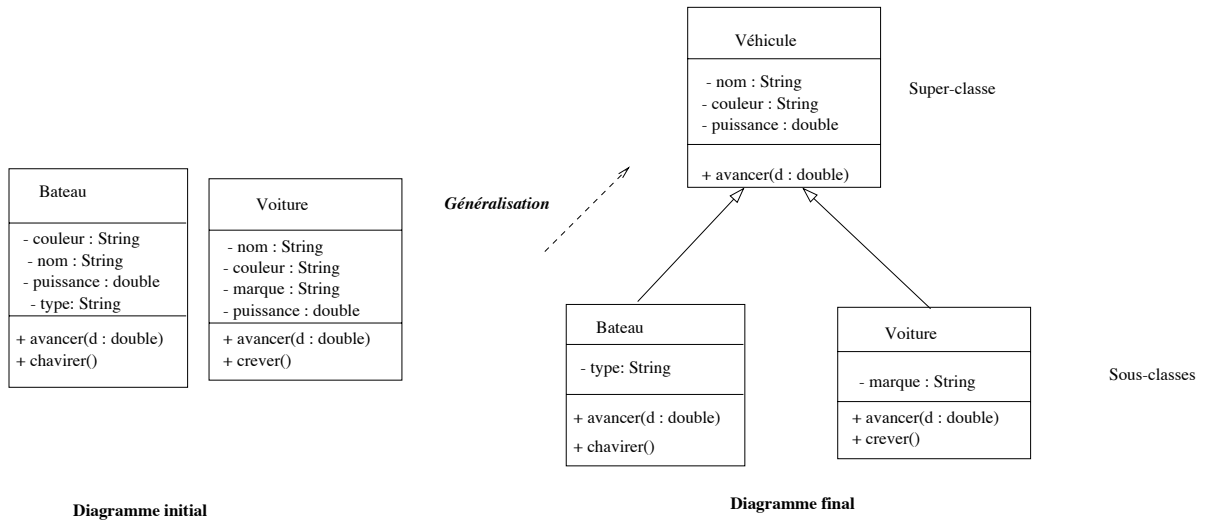 Bateau
- couleur : String
- nom : String
- puissance : double
- type: String
+ avancer(d : double)
+ chavirer()
Voiture
- nom : String
- couleur : String
- marque : String
- puissance : double
+ avancer(d : double)
+ crever()
Diagramme initial
Généralisation
Véhicule
- nom : String
- couleur : String
- puissance : double
+ avancer(d : double)
Super-classe
Bateau
- type: String
+ avancer(d : double)
+ chavirer()
Voiture
- marque : String
+ avancer(d : double)
+ crever()
Sous-classes
Diagramme final